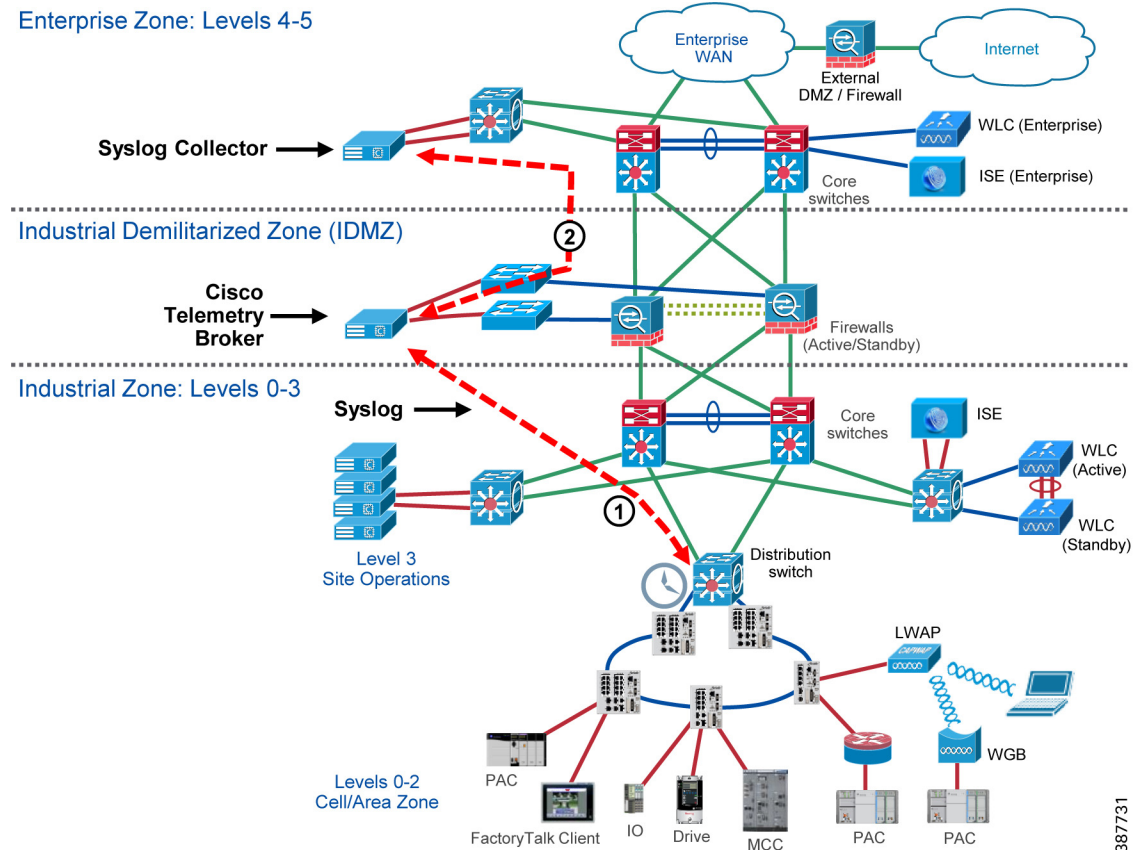 Enterprise Zone: Levels 4-5
Enterprise
WAN
Internet
External
DMZ / Firewall
Syslog Collector
WLC (Enterprise)
ISE (Enterprise)
Core
switches
Industrial Demilitarized Zone (IDMZ)
2
Cisco
Telemetry
Broker
Firewalls
(Active/Standby)
Industrial Zone: Levels 0-3
Syslog
Core
switches
ISE
WLC
(Active)
WLC
(Standby)
1
Level 3
Site Operations
Distribution
switch
LWAP
CAPWAP
WGB
PAC
Levels 0-2
Cell/Area Zone
FactoryTalk Client
IO
Drive
MCC
PAC
PAC
387731